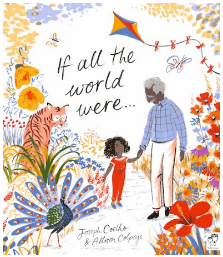 If all the
world
were...
Joseph Coelho
& Allison Colpoys